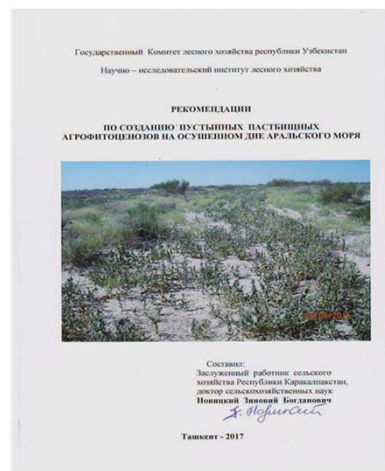 Государственный Комитет лесного хозяйства республики Узбекистан
Научно – исследовательский институт лесного хозяйства
РЕКОМЕНДАЦИИ
ПО СОЗДАНИЮ ПУСТЫННЫХ ПАСТБИЩНЫХ
АГРОФИТОЦЕНОЗОВ НА ОСУШЕННОМ ДНЕ АРАЛЬСКОГО МОРЯ
Составил:
Заслуженный работник сельского
хозяйства Республики Каракалпакстан,
доктор сельскохозяйственных наук
Новицкий Зиновий Богданович
Ташкент - 2017